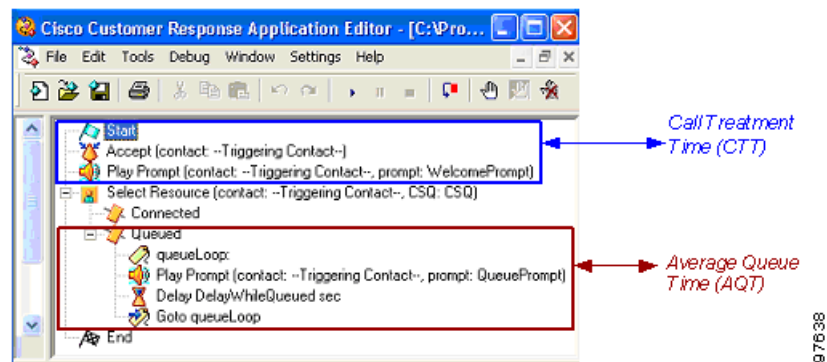 Cisco Customer Response Application Editor - [C:\Pro...
File Edit Tools Debug Window Settings Help
Start
Accept (contact: --Triggering Contact--)
Play Prompt (contact: --Triggering Contact--, prompt: WelcomePrompt)
Select Resource (contact: --Triggering Contact--, CSQ: CSQ)
Connected
Queued
queueLoop:
Play Prompt (contact: --Triggering Contact--, prompt: QueuePrompt)
Delay DelayWhileQueued sec
Goto queueLoop
End
Call Treatment
Time (CTT)
Average Queue
Time (AQT)
97638